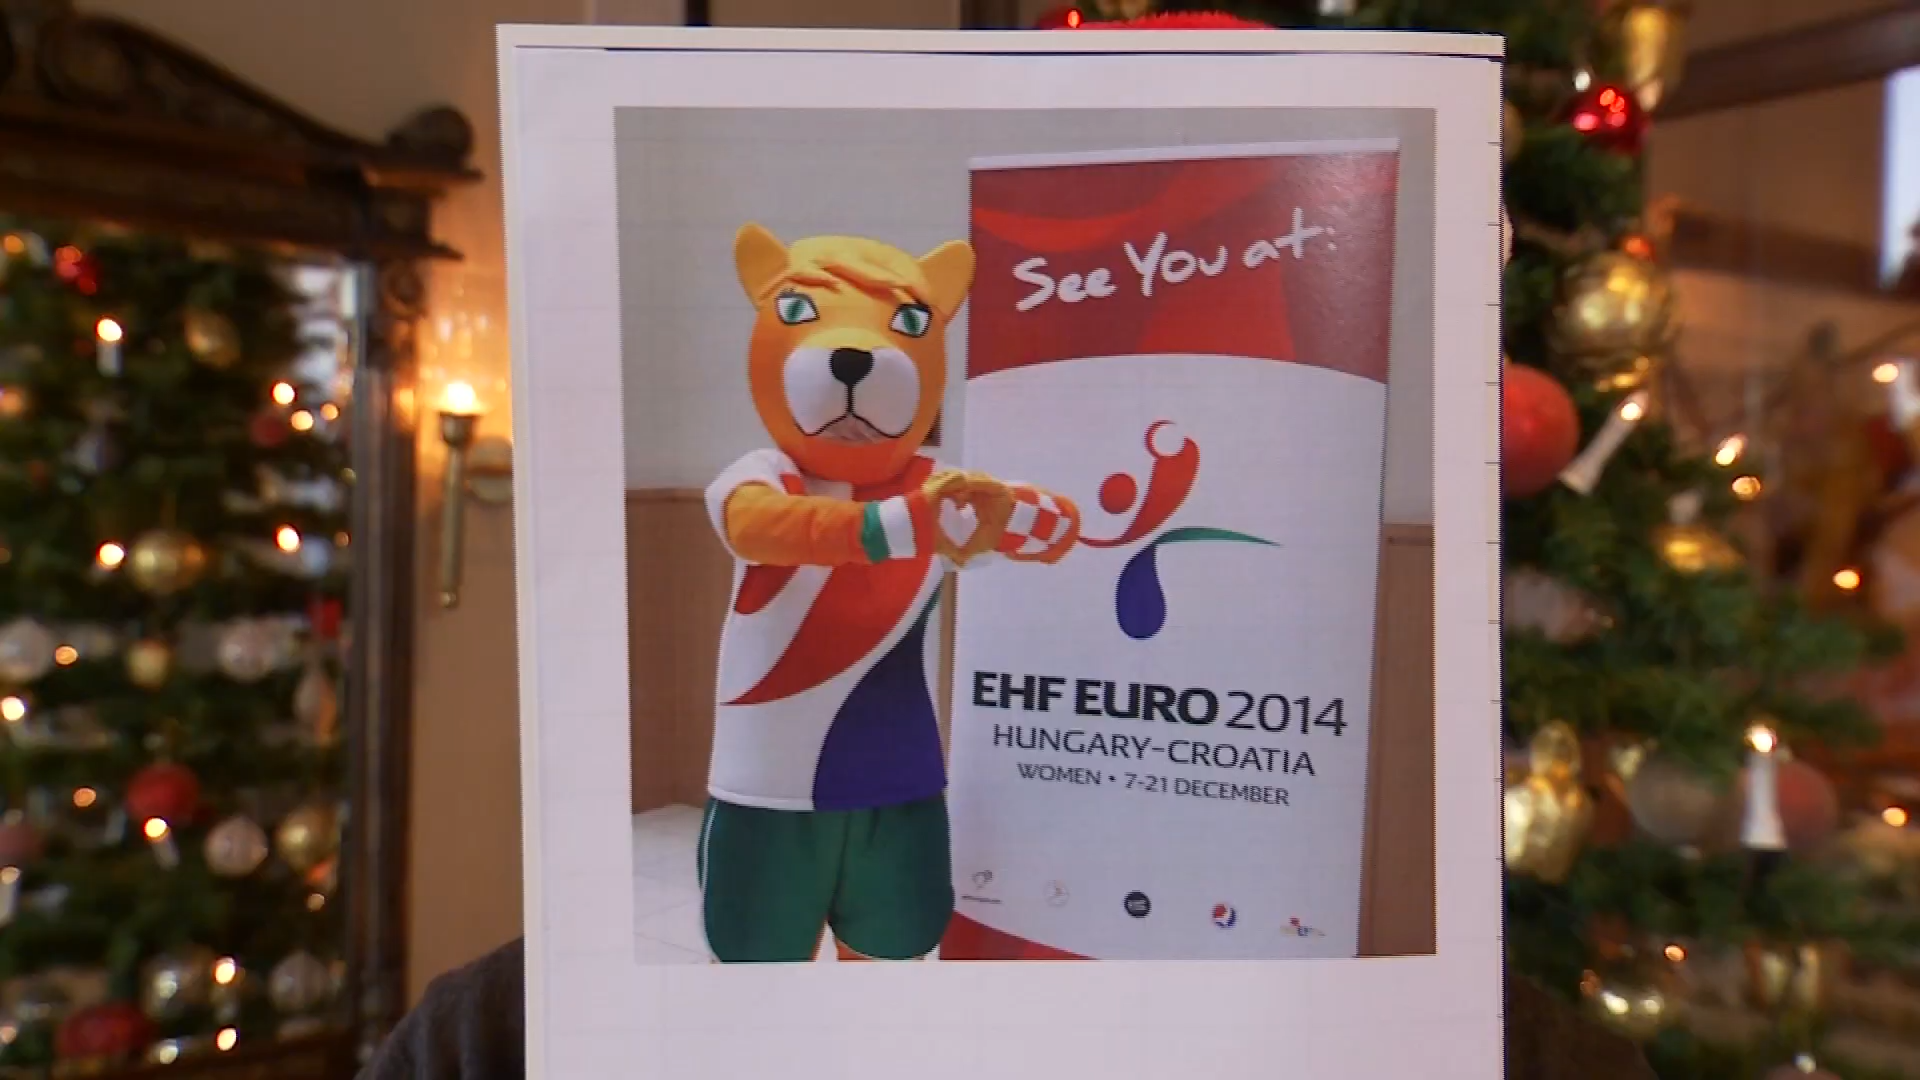 See You at:
EHF EURO 2014
HUNGARY-CROATIA
WOMEN • 7-21 DECEMBER